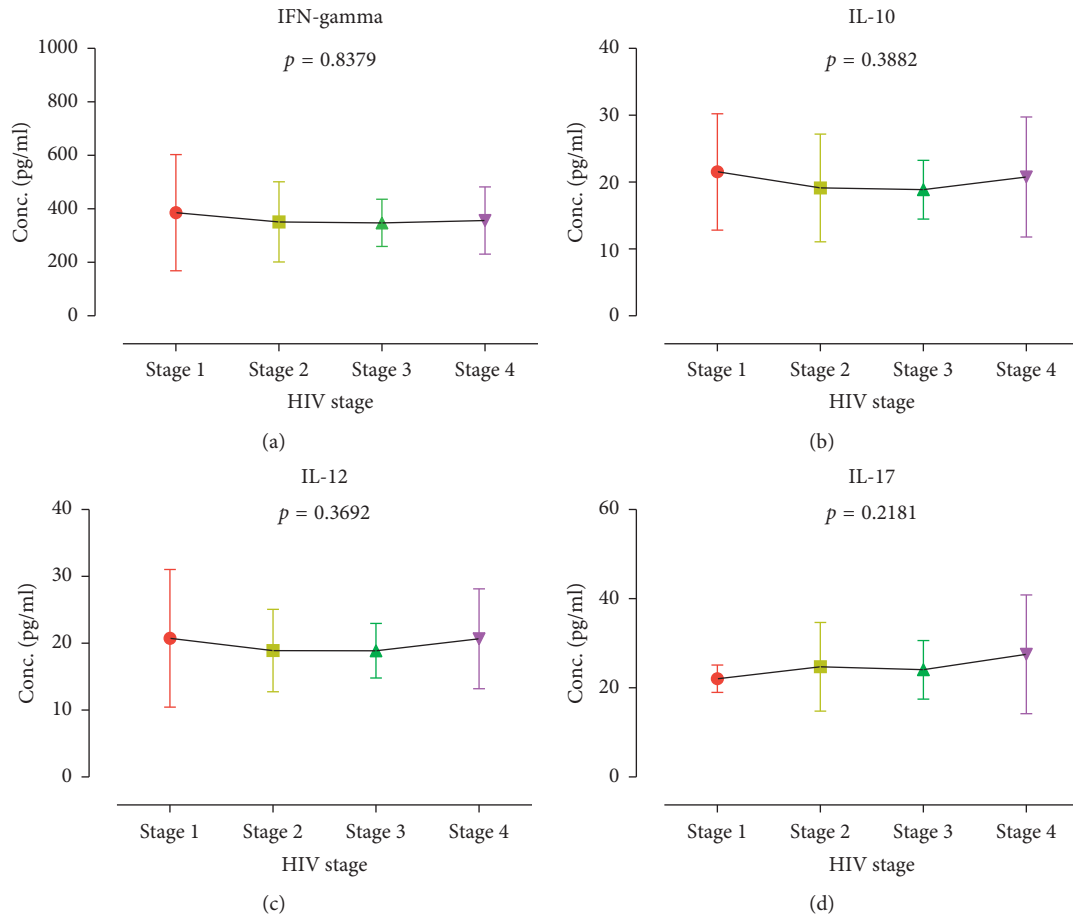 IFN-gamma
p = 0.8379
Conc. (pg/ml)
1000
800
600
400
200
0
Stage 1 Stage 2 Stage 3 Stage 4
HIV stage
(a)
IL-10
p = 0.3882
Conc. (pg/ml)
40
30
20
10
0
Stage 1 Stage 2 Stage 3 Stage 4
HIV stage
(b)
IL-12
p = 0.3692
Conc. (pg/ml)
40
30
20
10
0
Stage 1 Stage 2 Stage 3 Stage 4
HIV stage
(c)
IL-17
p = 0.2181
Conc. (pg/ml)
60
40
20
0
Stage 1 Stage 2 Stage 3 Stage 4
HIV stage
(d)